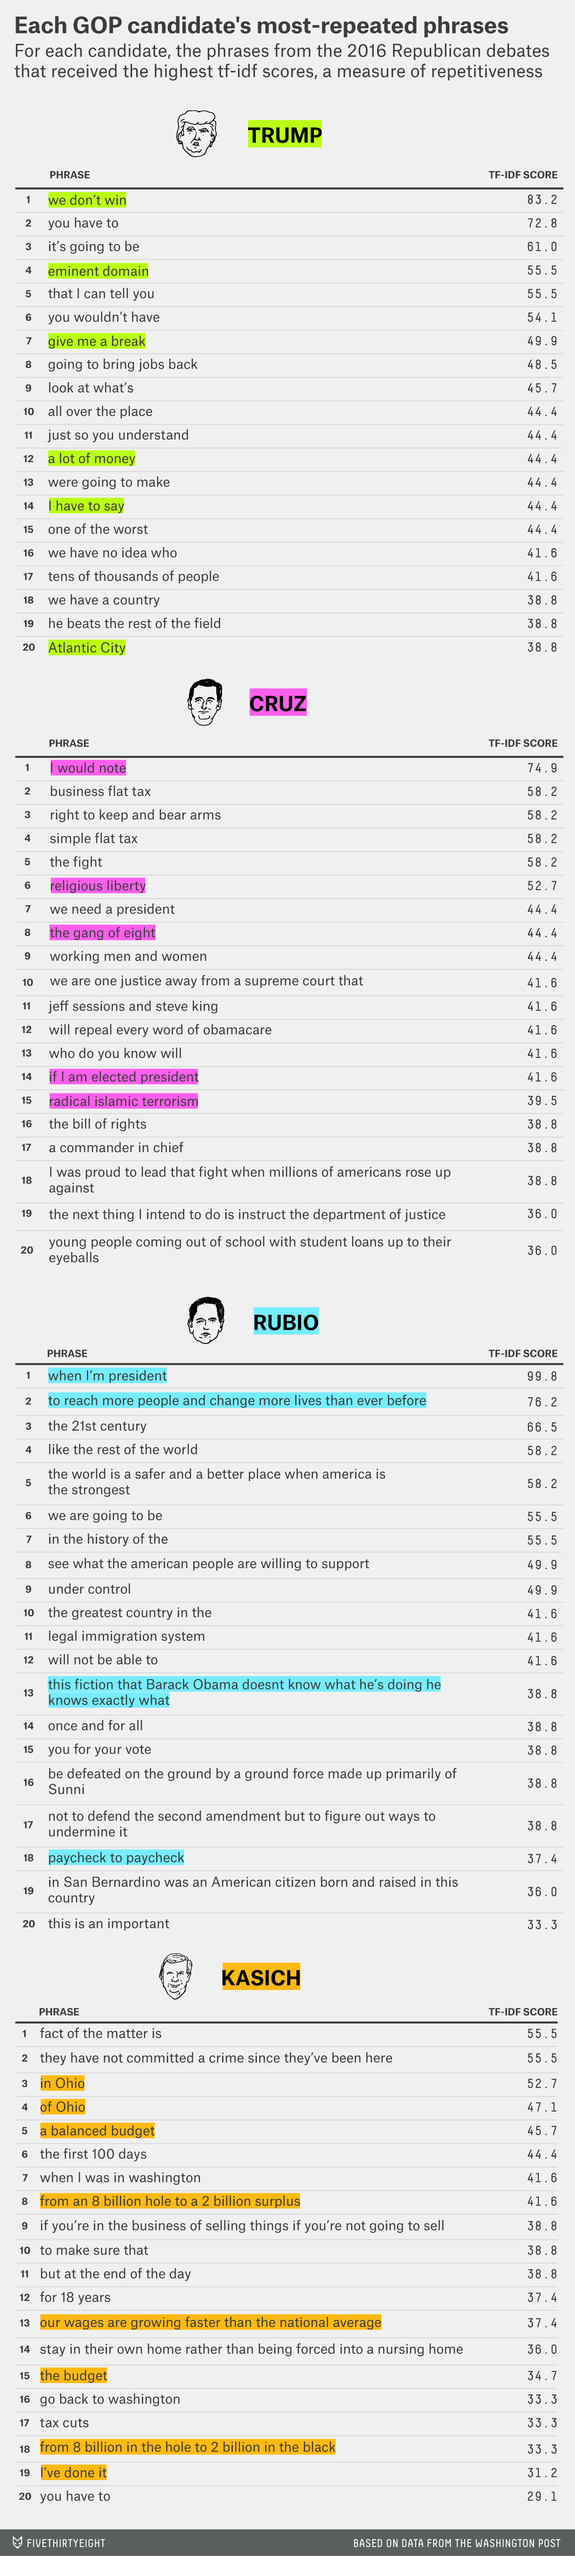 Each GOP candidate's most-repeated phrases
For each candidate, the phrases from the 2016 Republican debates
that received the highest tf-idf scores, a measure of repetitiveness
TRUMP
PHRASE TF-IDF SCORE
1 we don't win 83.2
2 you have to 72.8
3 it's going to be 61.0
4 eminent domain 55.5
5 that I can tell you 55.5
6 you wouldn't have 54.1
7 give me a break 49.9
8 going to bring jobs back 48.5
9 look at what's 45.7
10 all over the place 44.4
11 just so you understand 44.4
12 a lot of money 44.4
13 were going to make 44.4
14 I have to say 44.4
15 one of the worst 44.4
16 we have no idea who 41.6
17 tens of thousands of people 41.6
18 we have a country 38.8
19 he beats the rest of the field 38.8
20 Atlantic City 38.8
CRUZ
PHRASE TF-IDF SCORE
1 I would note 74.9
2 business flat tax 58.2
3 right to keep and bear arms 58.2
4 simple flat tax 58.2
5 the fight 58.2
6 religious liberty 52.7
7 we need a president 44.4
8 the gang of eight 44.4
9 working men and women 44.4
10 we are one justice away from a supreme court that 41.6
11 jeff sessions and steve king 41.6
12 will repeal every word of obamacare 41.6
13 who do you know will 41.6
14 if I am elected president 41.6
15 radical islamic terrorism 39.5
16 the bill of rights 38.8
17 a commander in chief 38.8
18 I was proud to lead that fight when millions of americans rose up
against 38.8
19 the next thing I intend to do is instruct the department of justice 36.0
20 young people coming out of school with student loans up to their
eyeballs 36.0
RUBIO
PHRASE TF-IDF SCORE
1 when I'm president 99.8
2 to reach more people and change more lives than ever before 76.2
3 the 21st century 66.5
4 like the rest of the world 58.2
5 the world is a safer and a better place when america is
the strongest 58.2
6 we are going to be 55.5
7 in the history of the 55.5
8 see what the american people are willing to support 49.9
9 under control 49.9
10 the greatest country in the 41.6
11 legal immigration system 41.6
12 will not be able to 41.6
13 this fiction that Barack Obama doesnt know what he's doing he
knows exactly what 38.8
14 once and for all 38.8
15 you for your vote 38.8
16 be defeated on the ground by a ground force made up primarily of
Sunni 38.8
17 not to defend the second amendment but to figure out ways to
undermine it 38.8
18 paycheck to paycheck 37.4
19 in San Bernardino was an American citizen born and raised in this
country 36.0
20 this is an important 33.3
KASICH
PHRASE TF-IDF SCORE
1 fact of the matter is 55.5
2 they have not committed a crime since they've been here 55.5
3 in Ohio 52.7
4 of Ohio 47.1
5 a balanced budget 45.7
6 the first 100 days 44.4
7 when I was in washington 41.6
8 from an 8 billion hole to a 2 billion surplus 41.6
9 if you're in the business of selling things if you're not going to sell 38.8
10 to make sure that 38.8
11 but at the end of the day 38.8
12 for 18 years 37.4
13 our wages are growing faster than the national average 37.4
14 stay in their own home rather than being forced into a nursing home 36.0
15 the budget 34.7
16 go back to washington 33.3
17 tax cuts 33.3
18 from 8 billion in the hole to 2 billion in the black 33.3
19 I've done it 31.2
20 you have to 29.1
FIVETHIRTYEIGHT BASED ON DATA FROM THE WASHINGTON POST